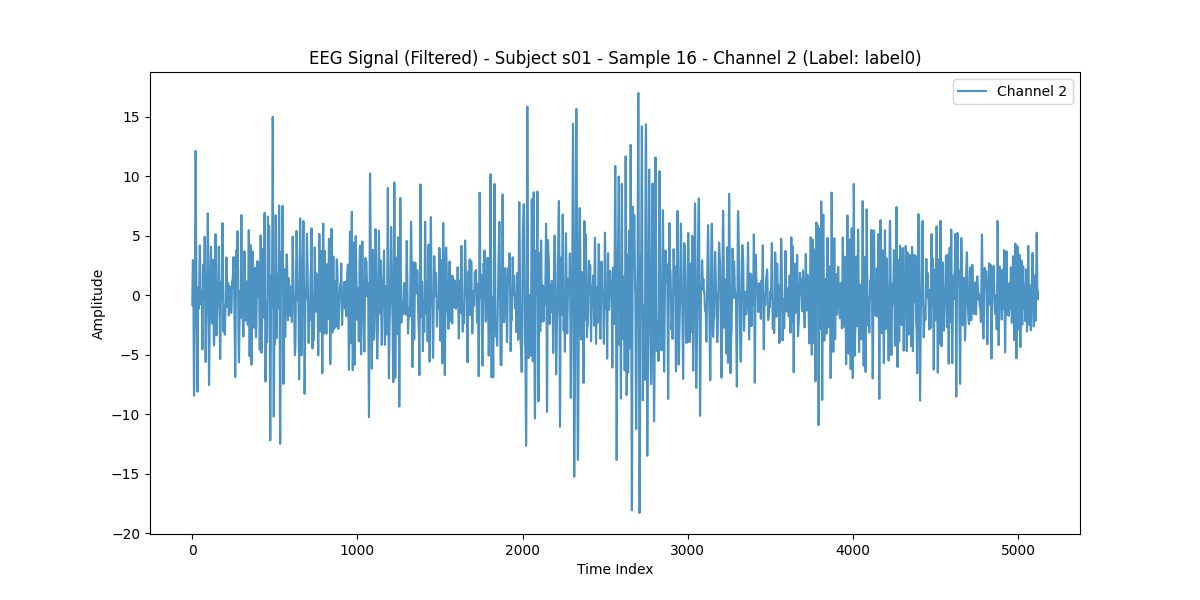 EEG Signal (Filtered) - Subject s01 - Sample 16 - Channel 2 (Label: label0)
Channel 2
15
10
5
0
−5
−10
−15
−20
Amplitude
0 1000 2000 3000 4000 5000
Time Index